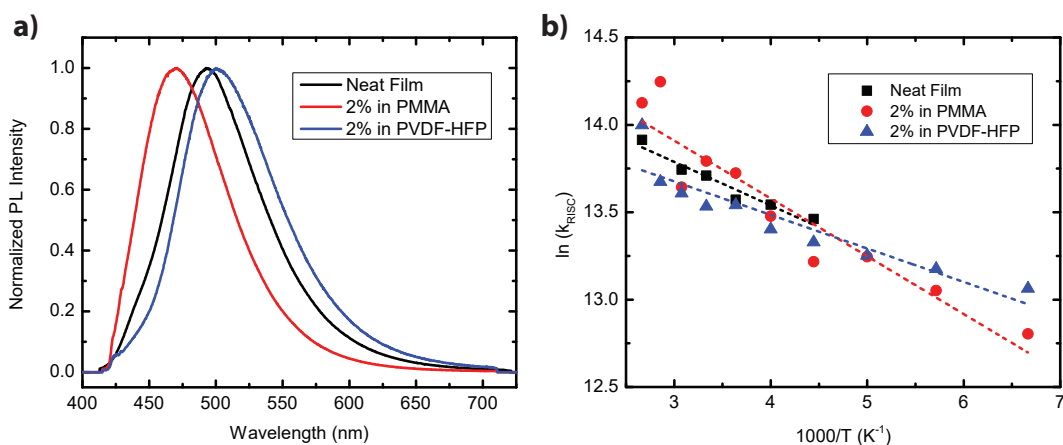 a)
Normalized PL Intensity
1.0
0.8
0.6
0.4
0.2
0.0
400 450 500 550 600 650 700
Wavelength (nm)
Neat Film
2% in PMMA
2% in PVDF-HFP
b)
ln (k_RISC)
14.5
14.0
13.5
13.0
12.5
3 4 5 6 7
1000/T (K⁻¹)
Neat Film
2% in PMMA
2% in PVDF-HFP